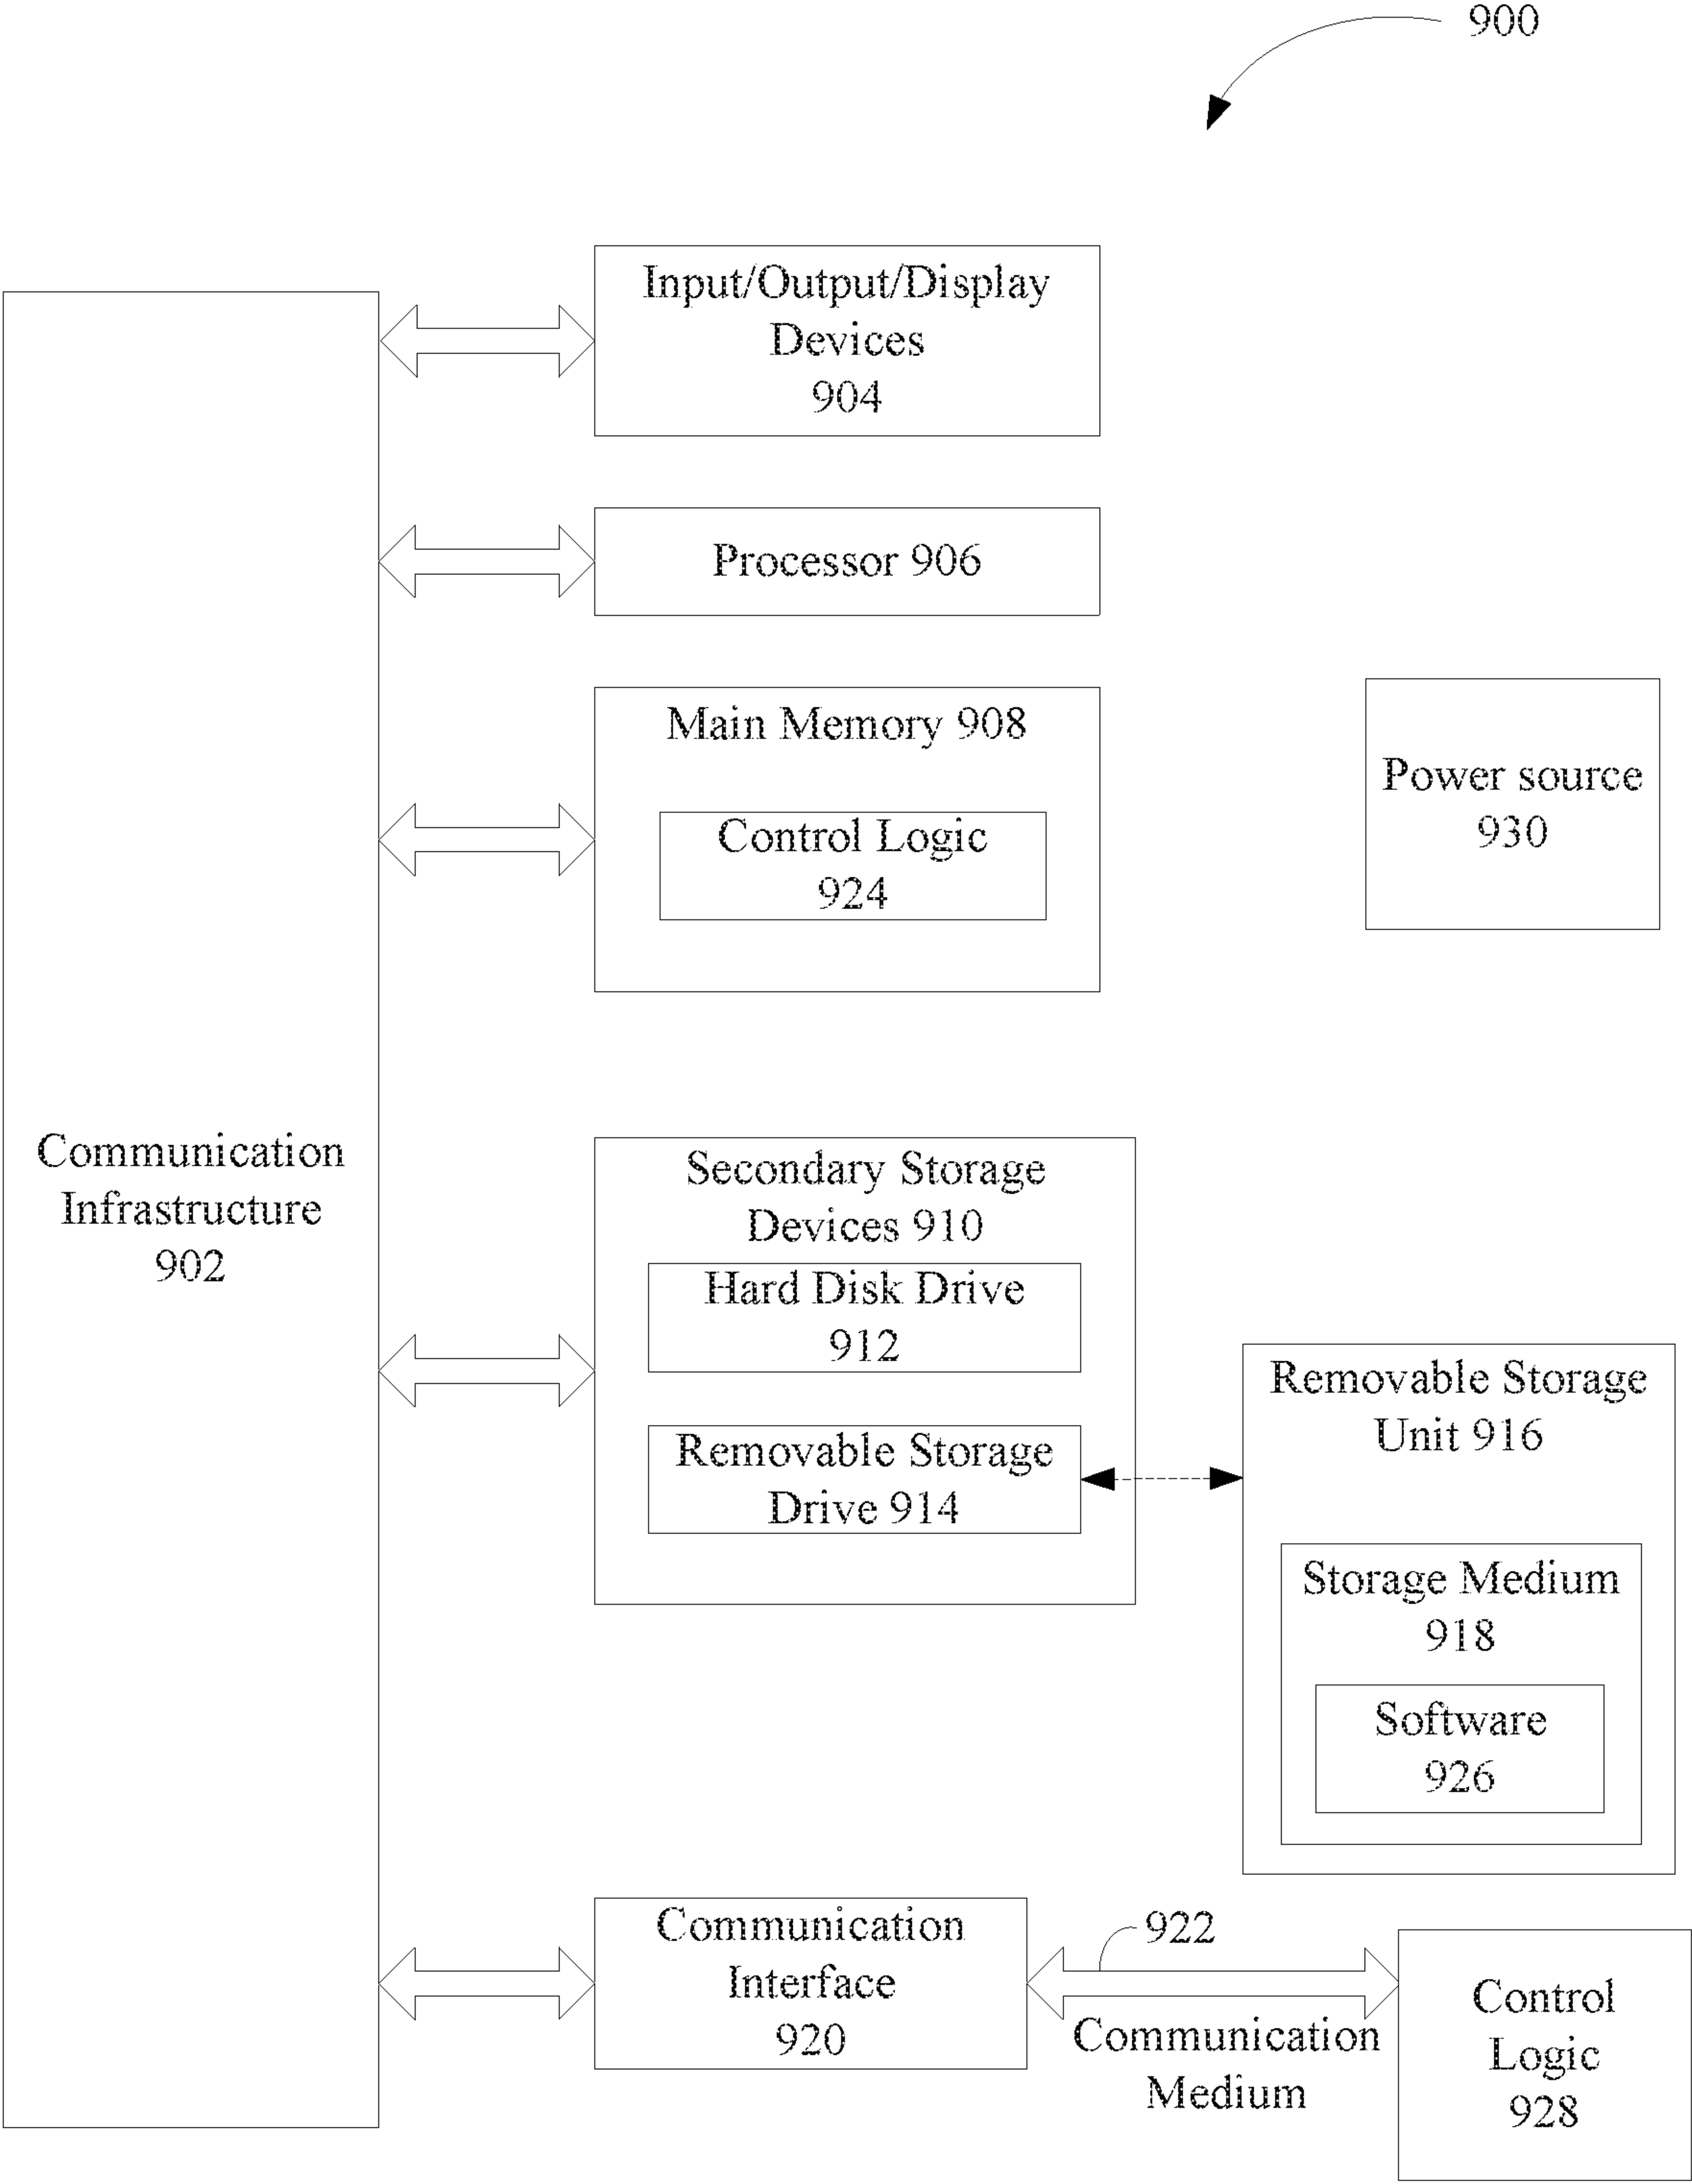 900
Input/Output/Display
Devices
904
Processor 906
Main Memory 908
Control Logic
924
Power source
930
Communication
Infrastructure
902
Secondary Storage
Devices 910
Hard Disk Drive
912
Removable Storage
Drive 914
Removable Storage
Unit 916
Storage Medium
918
Software
926
Communication
Interface
920
922
Communication
Medium
Control
Logic
928